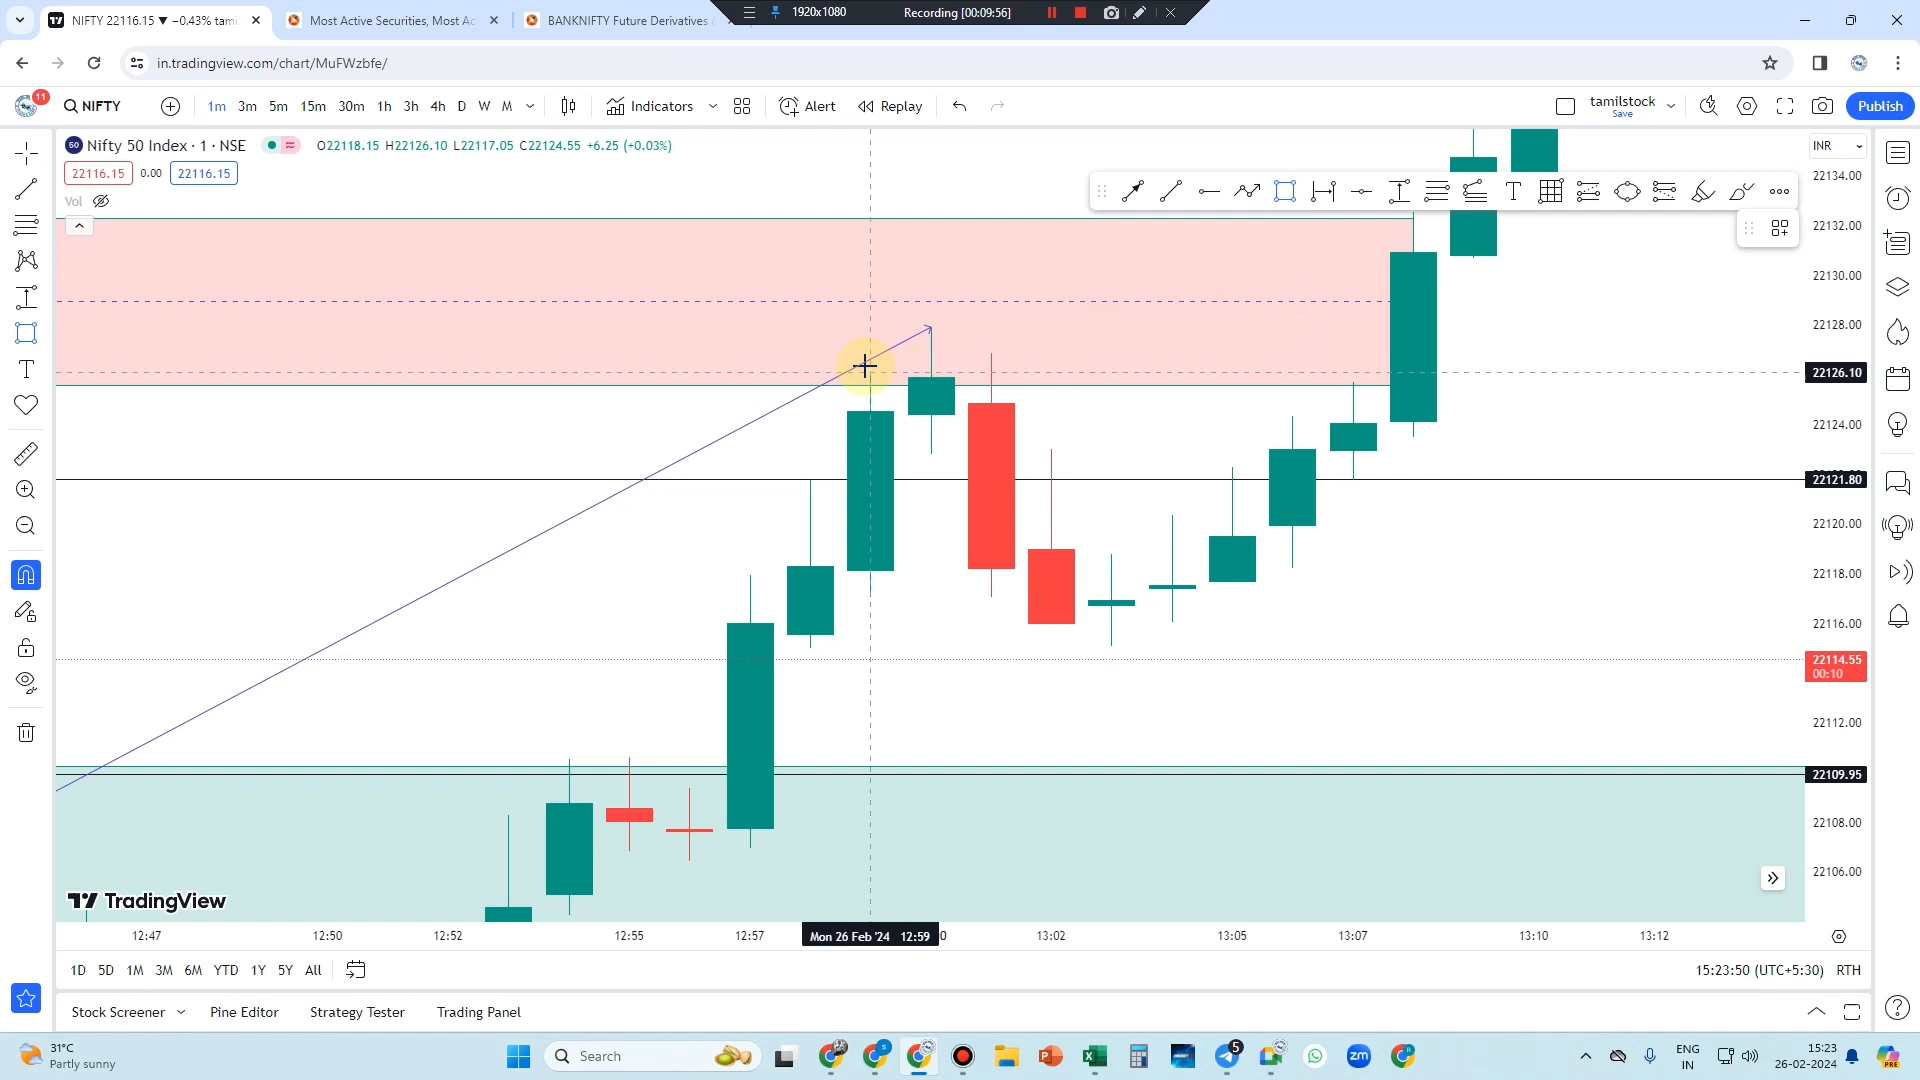 NIFTY 22116.15 ▼ −0.43% tami
Most Active Securities, Most Ac
BANKNIFTY Future Derivatives
1920x1080
Recording [00:09:56]
in.tradingview.com/chart/MuFWzbfe/
11
NIFTY
1m 3m 5m 15m 30m 1h 3h 4h D W M
Indicators
Alert
Replay
tamilstock
Save
Publish
50 Nifty 50 Index · 1 · NSE
O22118.15 H22126.10 L22117.05 C22124.55 +6.25 (+0.03%)
INR
22116.15 0.00 22116.15
Vol
22134.00
22132.00
22130.00
22128.00
22126.10
22124.00
22121.80
22120.00
22118.00
22116.00
22114.55
00:10
22112.00
22109.95
22108.00
22106.00
TradingView
12:47 12:50 12:52 12:55 12:57 Mon 26 Feb '24 12:59 0 13:02 13:05 13:07 13:10 13:12
1D 5D 1M 3M 6M YTD 1Y 5Y All
15:23:50 (UTC+5:30) RTH
Stock Screener Pine Editor Strategy Tester Trading Panel
31°C
Partly sunny
Search
5
zm
ENG
IN
15:23
26-02-2024
PRE